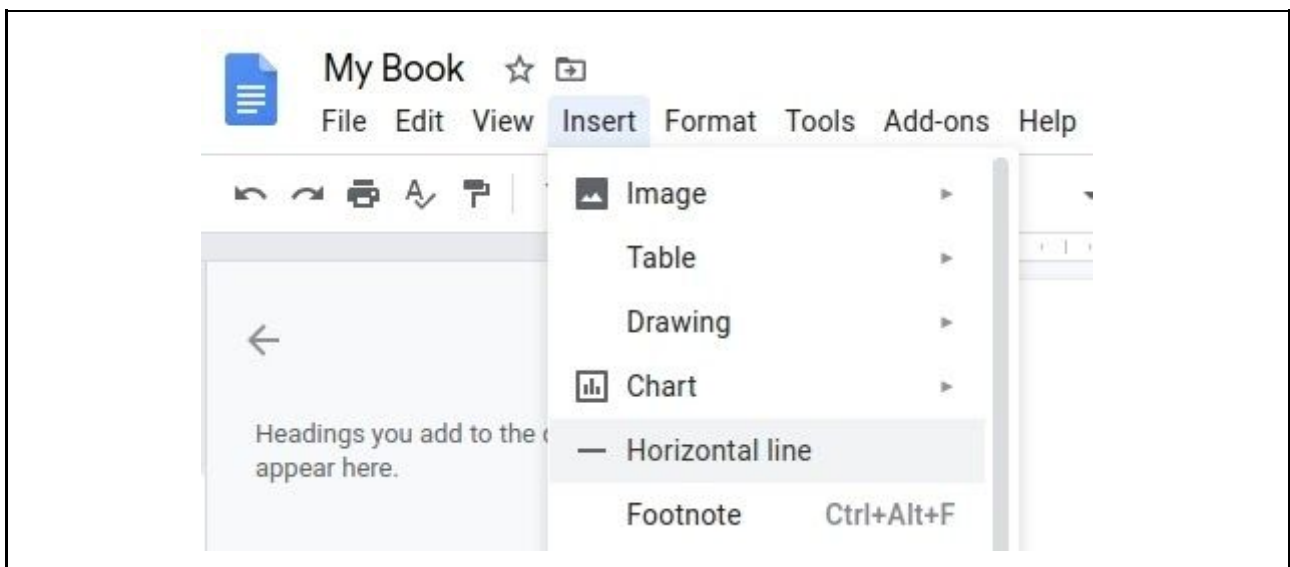 My Book
File Edit View Insert Format Tools Add-ons Help
Image
Table
Drawing
Chart
Headings you add to the
Horizontal line
appear here.
Footnote Ctrl+Alt+F